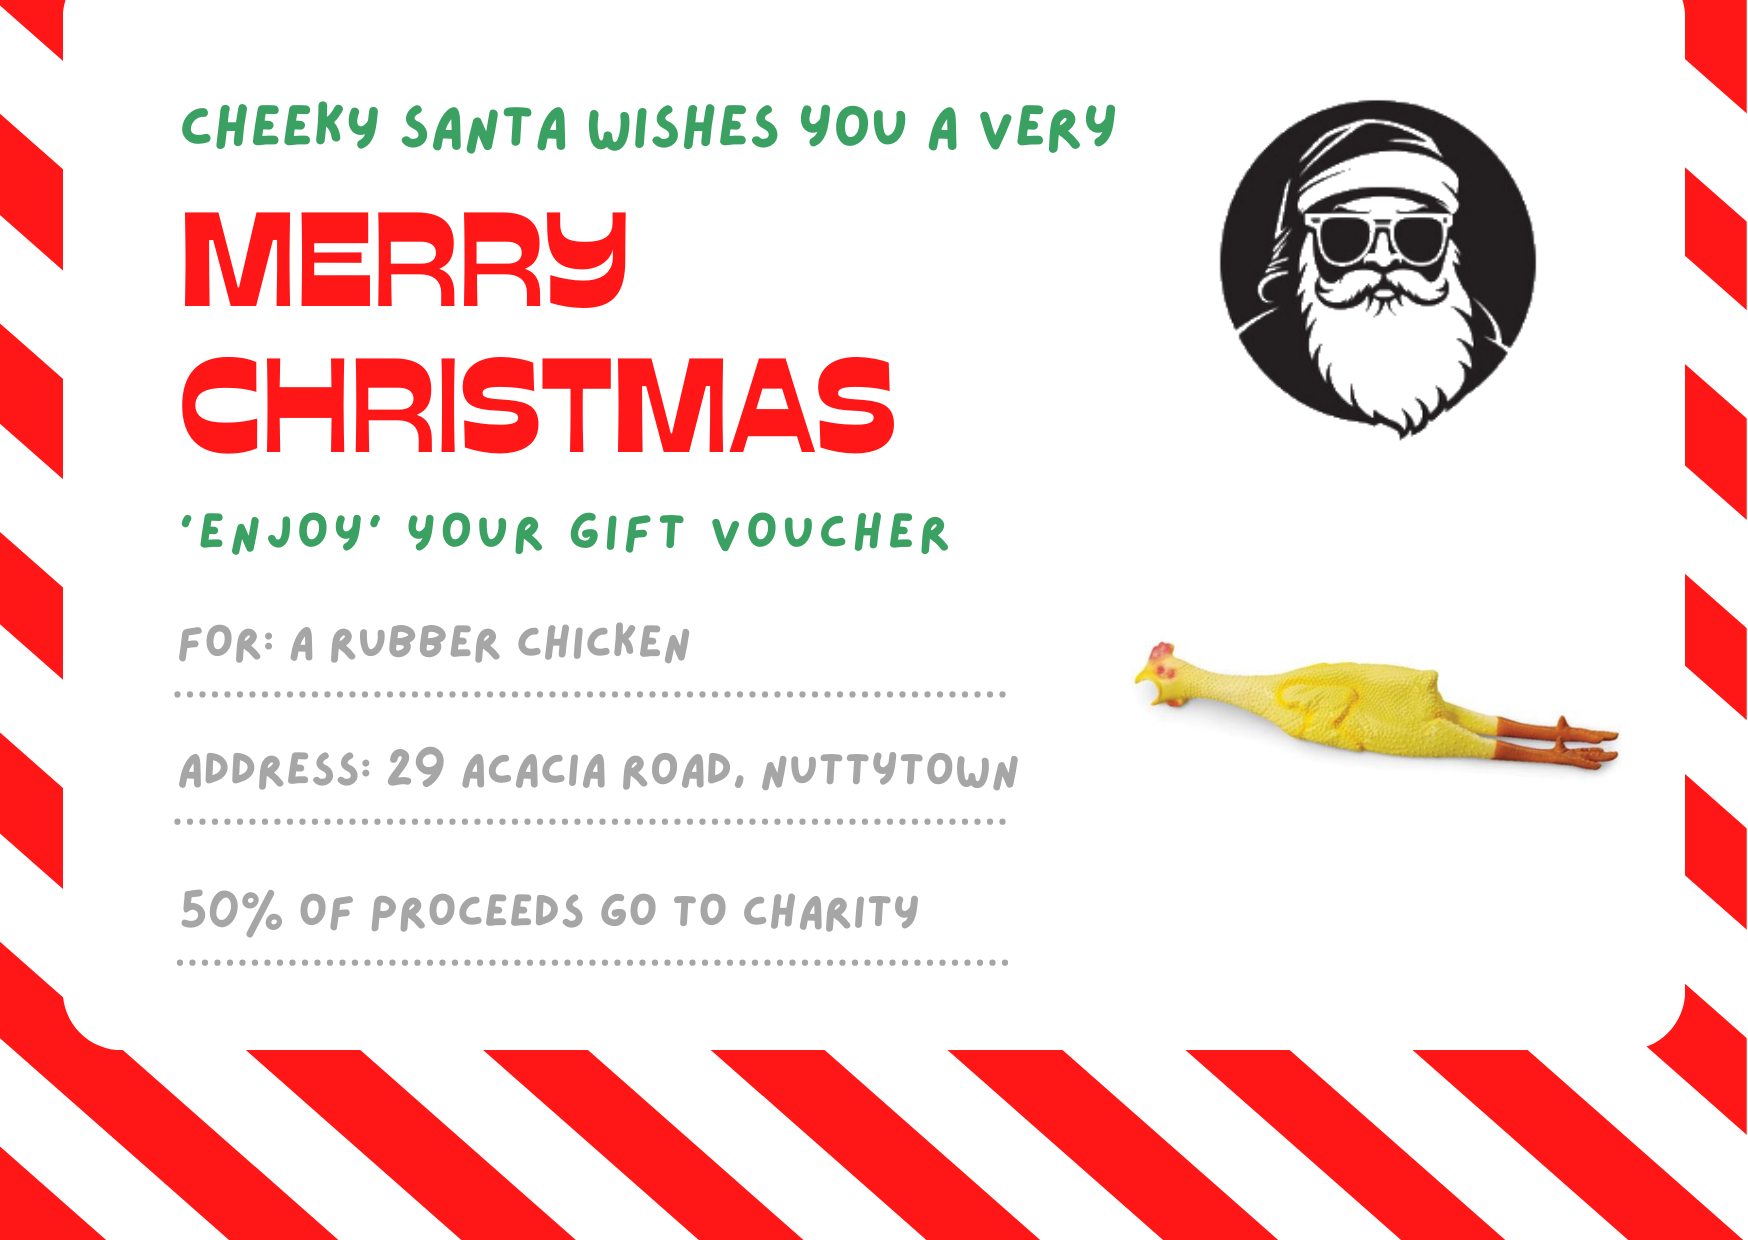 CHEEKY SANTA WISHES YOU A VERY
MERRY
CHRISTMAS
'ENJOY' YOUR GIFT VOUCHER
FOR: A RUBBER CHICKEN
ADDRESS: 29 ACACIA ROAD, NUTTYTOWN
50% OF PROCEEDS GO TO CHARITY